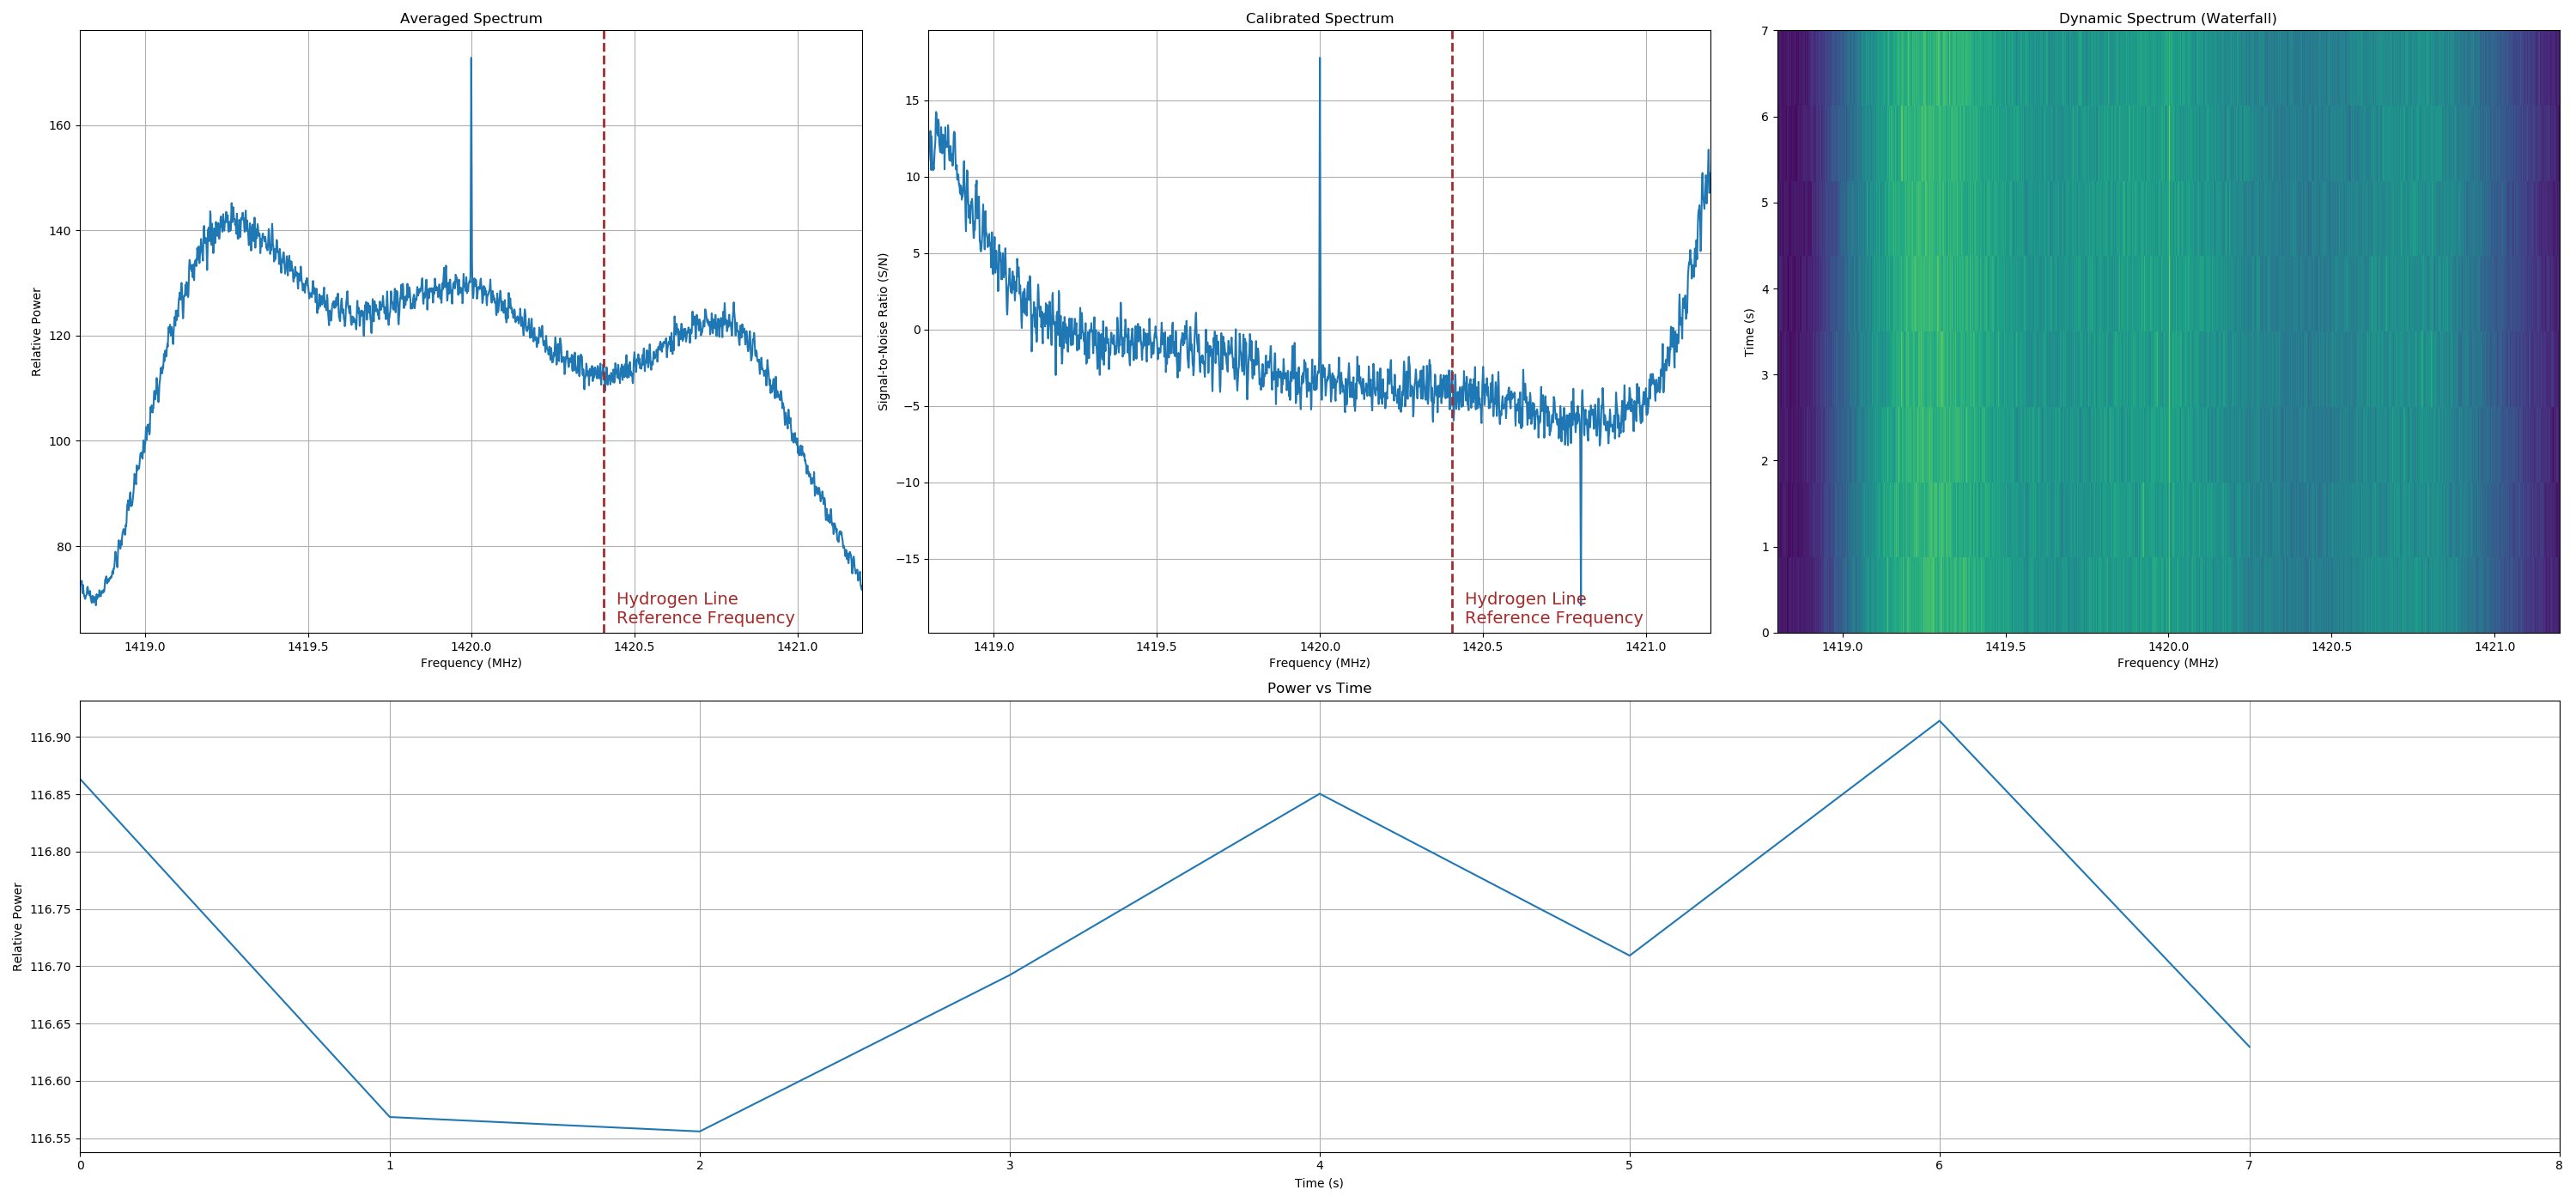 Averaged Spectrum
Relative Power
160
140
120
100
80
Hydrogen Line
Reference Frequency
1419.0 1419.5 1420.0 1420.5 1421.0
Frequency (MHz)
Calibrated Spectrum
Signal-to-Noise Ratio (S/N)
15
10
5
0
−5
−10
−15
Hydrogen Line
Reference Frequency
1419.0 1419.5 1420.0 1420.5 1421.0
Frequency (MHz)
Dynamic Spectrum (Waterfall)
Time (s)
7
6
5
4
3
2
1
0
1419.0 1419.5 1420.0 1420.5 1421.0
Frequency (MHz)
Power vs Time
Relative Power
116.90
116.85
116.80
116.75
116.70
116.65
116.60
116.55
0 1 2 3 4 5 6 7 8
Time (s)